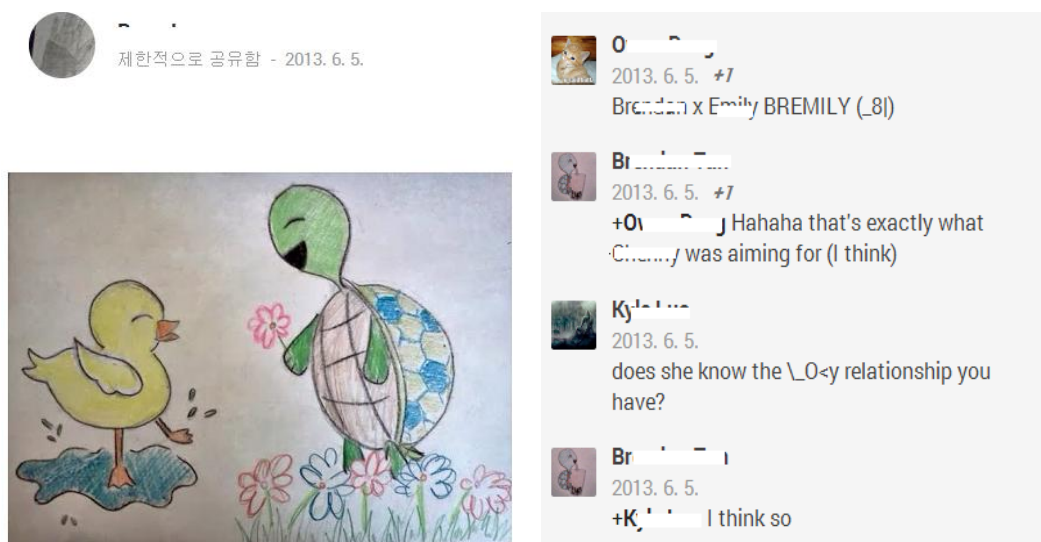 제한적으로 공유함 - 2013. 6. 5.
2013. 6. 5. +1
x BREMILY (_8|)
2013. 6. 5. +1
Hahaha that's exactly what
was aiming for (I think)
2013. 6. 5.
does she know the \_O<y relationship you
have?
2013. 6. 5.
I think so